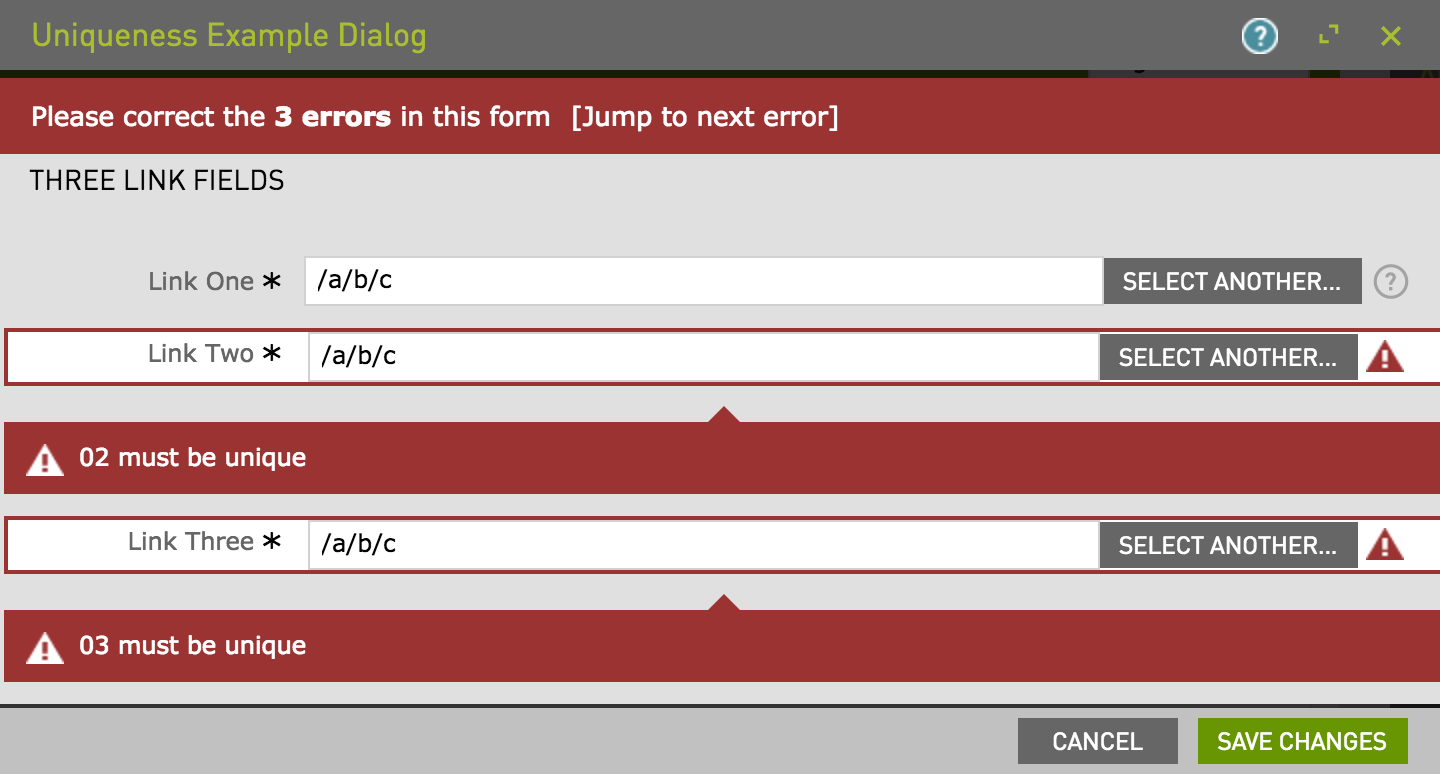 Uniqueness Example Dialog
Please correct the 3 errors in this form [Jump to next error]
THREE LINK FIELDS
Link One * /a/b/c SELECT ANOTHER... ?
Link Two * /a/b/c SELECT ANOTHER...
02 must be unique
Link Three * /a/b/c SELECT ANOTHER...
03 must be unique
CANCEL SAVE CHANGES